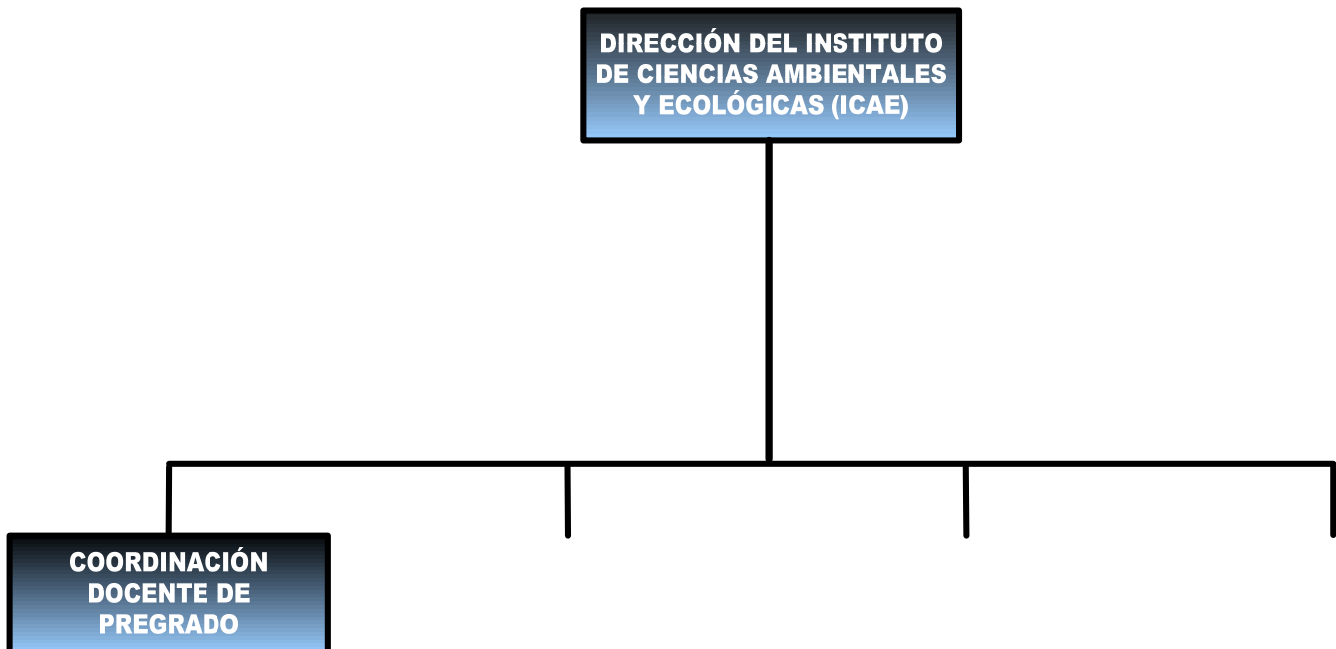 DIRECCIÓN DEL INSTITUTO
DE CIENCIAS AMBIENTALES
Y ECOLÓGICAS (ICAE)
COORDINACIÓN
DOCENTE DE
PREGRADO